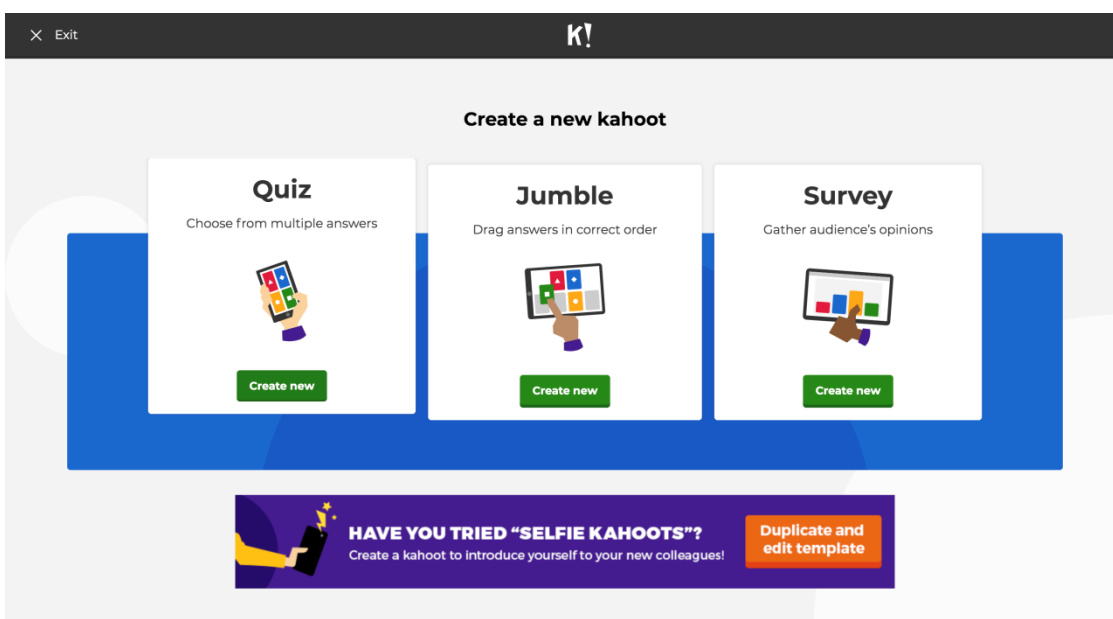 Exit
K!
Create a new kahoot
Quiz
Choose from multiple answers
Create new
Jumble
Drag answers in correct order
Create new
Survey
Gather audience’s opinions
Create new
HAVE YOU TRIED “SELFIE KAHOOTS”?
Create a kahoot to introduce yourself to your new colleagues!
Duplicate and
edit template